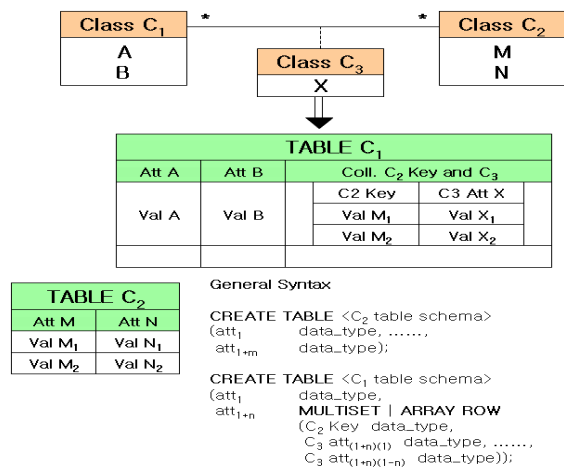 Class C₁ * * Class C₂
A M
B N
Class C₃
X
TABLE C₁
Att A Att B Coll. C₂ Key and C₃
C2 Key C3 Att X
Val A Val B Val M₁ Val X₁
Val M₂ Val X₂
TABLE C₂
Att M Att N
Val M₁ Val N₁
Val M₂ Val N₂
General Syntax
CREATE TABLE <C₂ table schema>
(att₁ data_type, ......,
att₁₊ₘ data_type);
CREATE TABLE <C₁ table schema>
(att₁ data_type,
att₁₊ₙ MULTISET | ARRAY ROW
(C₂ Key data_type,
C₃ att₍₁₊ₙ₎₍₁₎ data_type, ......,
C₃ att₍₁₊ₙ₎₍₁₋ₙ₎ data_type));